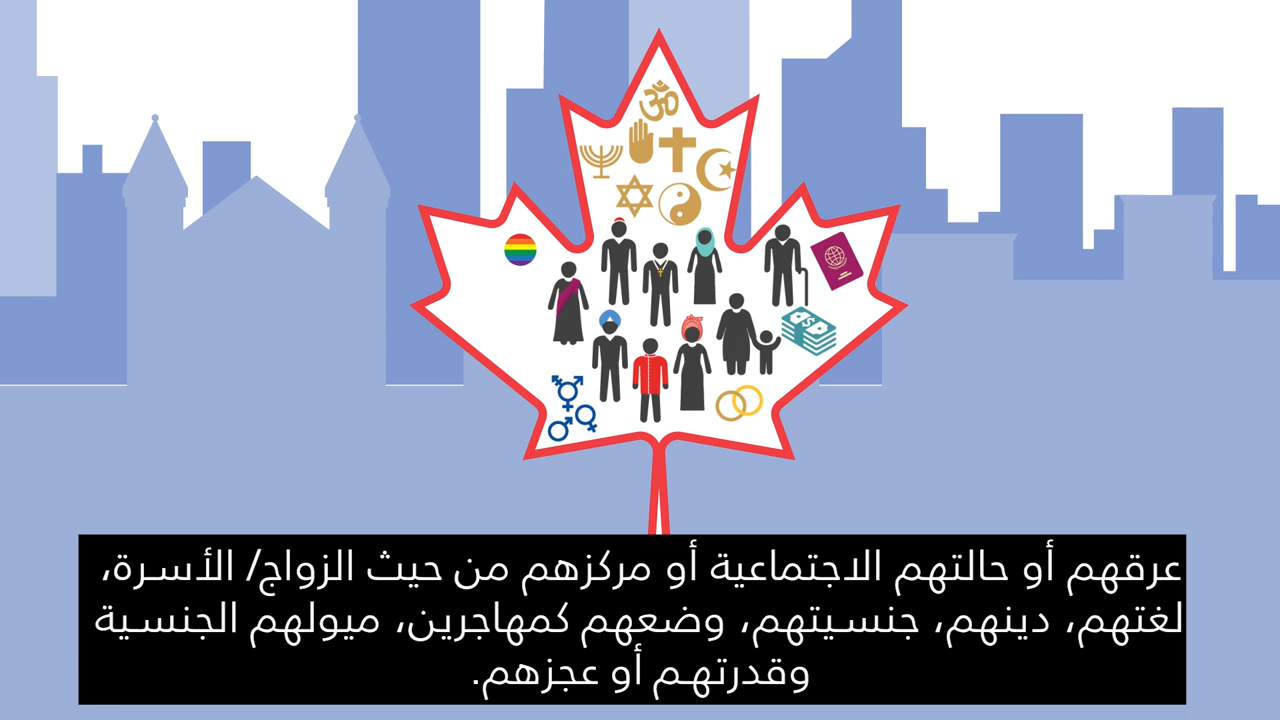 عرقهم أو حالتهم الاجتماعية أو مركزهم من حيث الزواج/ الأسرة،
لغتهم، دينهم، جنسيتهم، وضعهم كمهاجرين، ميولهم الجنسية
وقدرتهم أو عجزهم.